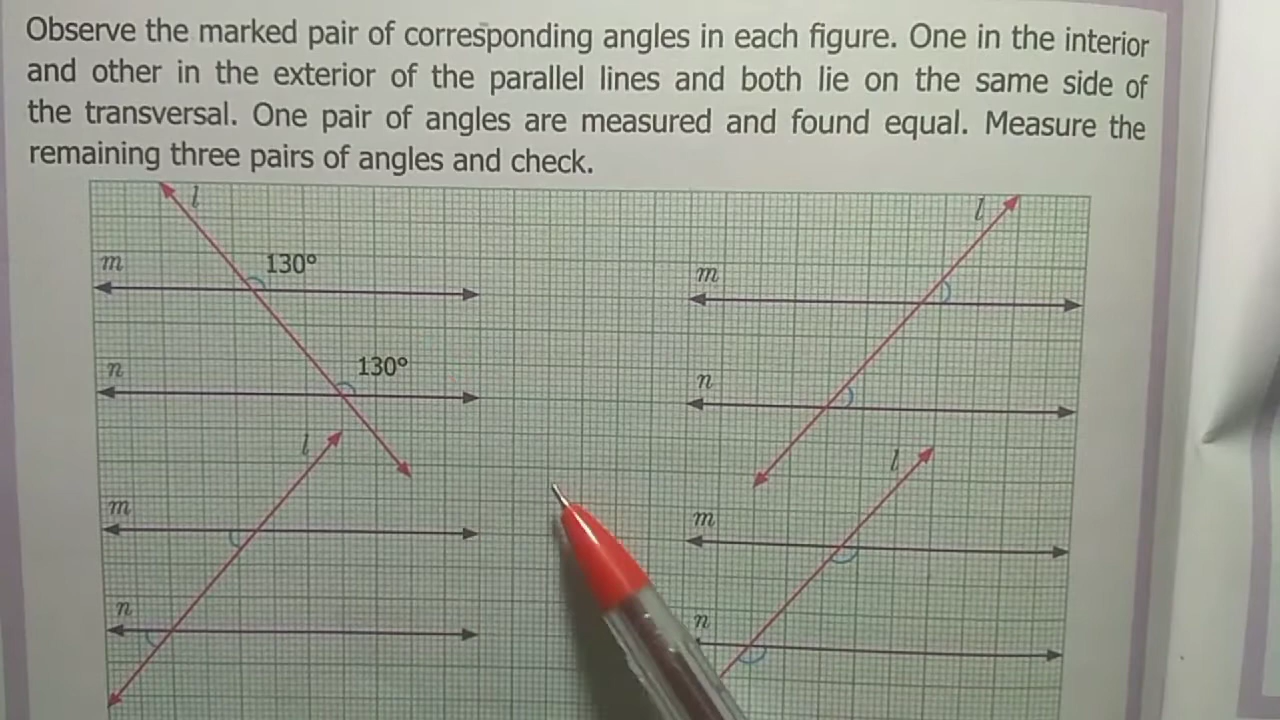 Observe the marked pair of corresponding angles in each figure. One in the interior
and other in the exterior of the parallel lines and both lie on the same side of
the transversal. One pair of angles are measured and found equal. Measure the
remaining three pairs of angles and check.
l
m
130°
n
130°
l
m
n
l
m
n
l
m
n